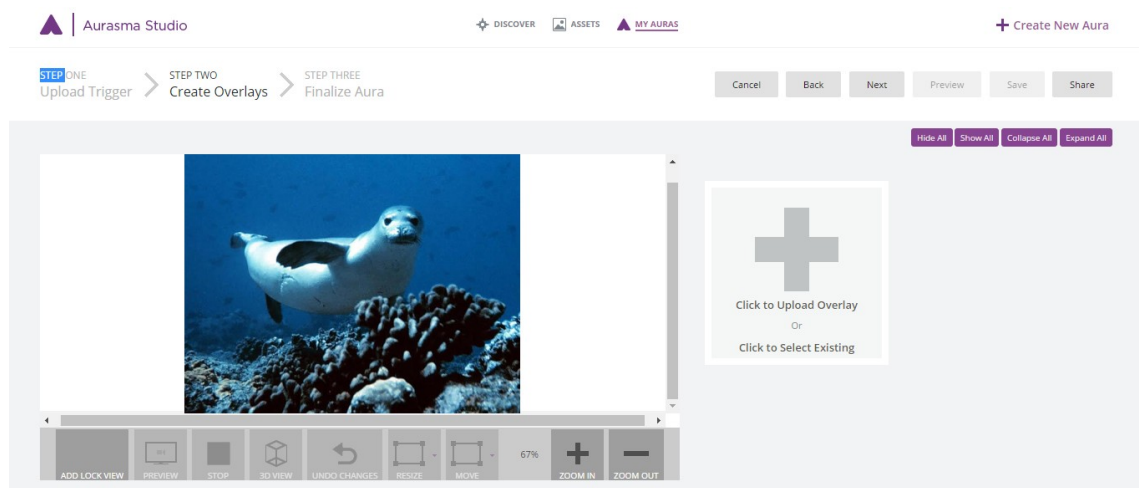 Aurasma Studio
DISCOVER
ASSETS
MY AURAS
Create New Aura
STEP ONE
Upload Trigger
STEP TWO
Create Overlays
STEP THREE
Finalize Aura
Cancel
Back
Next
Preview
Save
Share
Hide All
Show All
Collapse All
Expand All
Click to Upload Overlay
Or
Click to Select Existing
ADD LOCK VIEW
PREVIEW
STOP
3D VIEW
UNDO CHANGES
RESIZE
MOVE
67%
ZOOM IN
ZOOM OUT